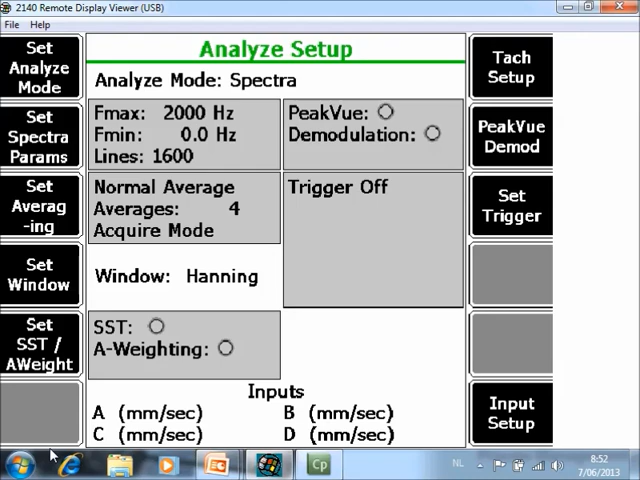 2140 Remote Display Viewer (USB)
File Help
Set
Analyze
Mode
Set
Spectra
Params
Set
Averag
-ing
Set
Window
Set
SST /
AWeight
Analyze Setup
Analyze Mode: Spectra
Fmax: 2000 Hz
Fmin: 0.0 Hz
Lines: 1600
PeakVue:
Demodulation:
Normal Average
Averages: 4
Acquire Mode
Trigger Off
Window: Hanning
SST:
A-Weighting:
Inputs
A (mm/sec) B (mm/sec)
C (mm/sec) D (mm/sec)
Tach
Setup
PeakVue
Demod
Set
Trigger
Input
Setup
Cp
NL
8:52
7/06/2013